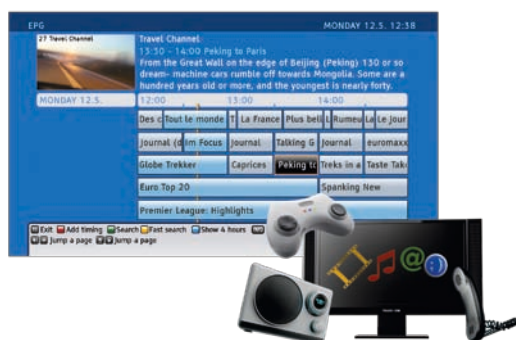 EPG MONDAY 12.5. 12:38
27 Travel Channel
Travel Channel
13:30 - 14:00 Peking to Paris
From the Great Wall on the edge of Beijing (Peking) 130 or so
dream- machine cars rumble off towards Mongolia. Some are a
hundred years old or more, and the youngest is nearly forty.
MONDAY 12.5. 12:00 13:00 14:00
Des c Tout le monde T La France Plus bell L Rumeu La Le Jour
Journal (d Im Focus Journal Talking G Journal euromaxx
Globe Trekker Caprices Peking to Treks in a Taste Tak
Euro Top 20 Spanking New
Premier League: Highlights
Exit Add timing Search Fast search Show 4 hours
Jump a page Jump a page
@